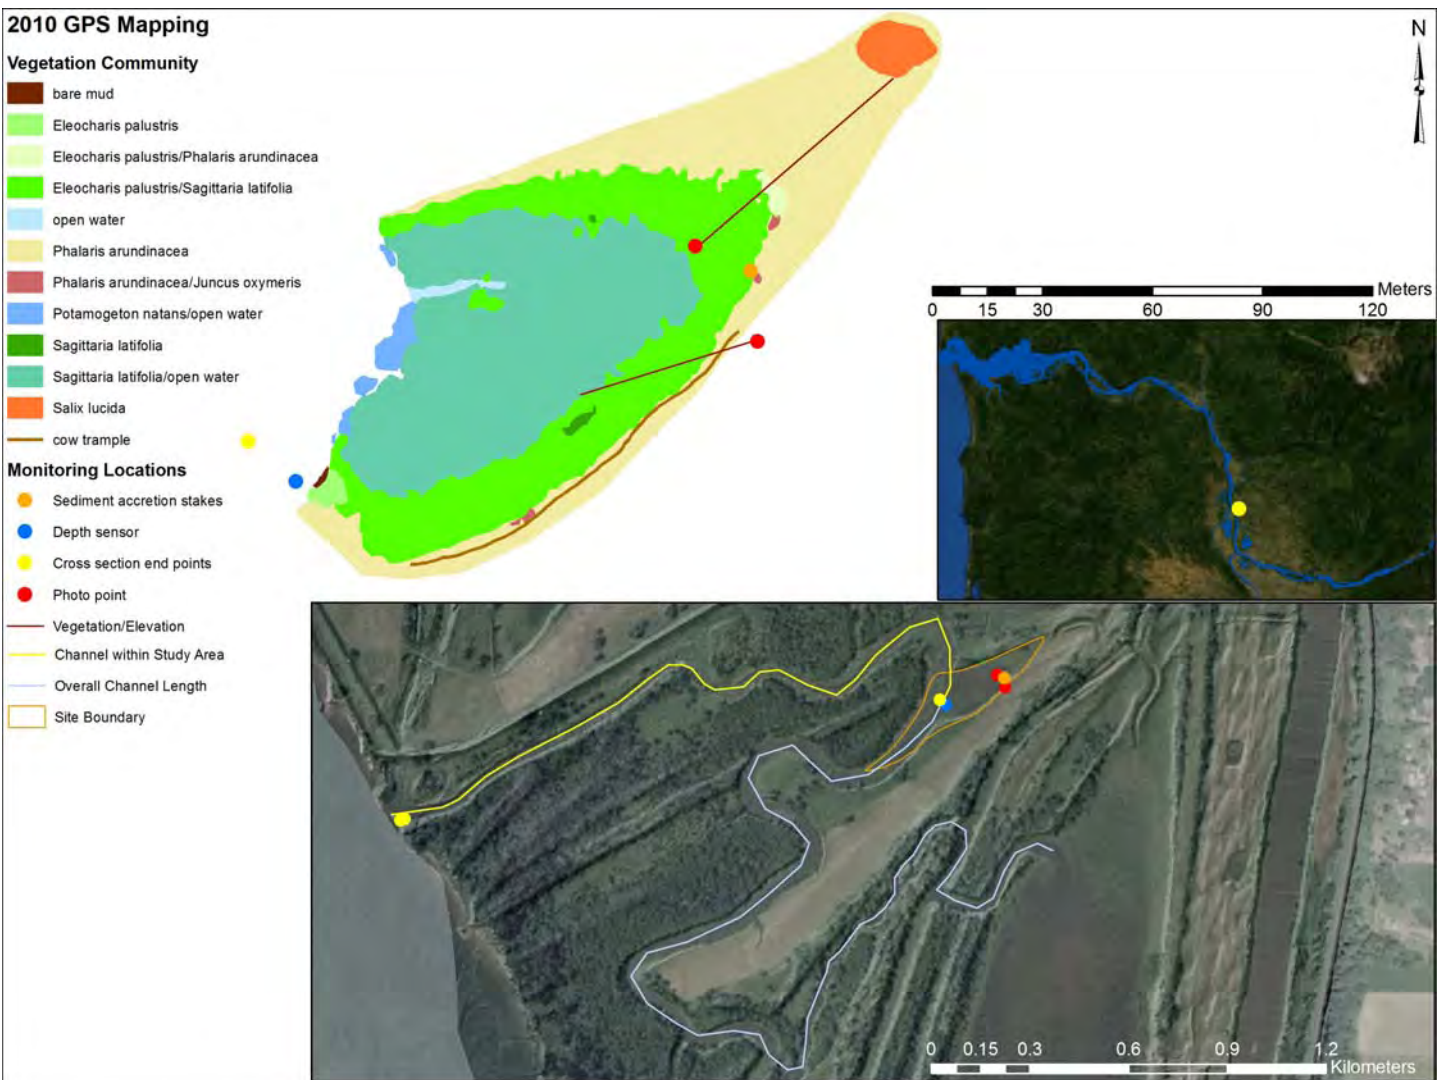 2010 GPS Mapping
N
Vegetation Community
bare mud
Eleocharis palustris
Eleocharis palustris/Phalaris arundinacea
Eleocharis palustris/Sagittaria latifolia
open water
Phalaris arundinacea
Phalaris arundinacea/Juncus oxymeris
Potamogeton natans/open water
Sagittaria latifolia
Sagittaria latifolia/open water
Salix lucida
cow trample
Monitoring Locations
Sediment accretion stakes
Depth sensor
Cross section end points
Photo point
Vegetation/Elevation
Channel within Study Area
Overall Channel Length
Site Boundary
Meters
0 15 30 60 90 120
0 0.15 0.3 0.6 0.9 1.2
Kilometers